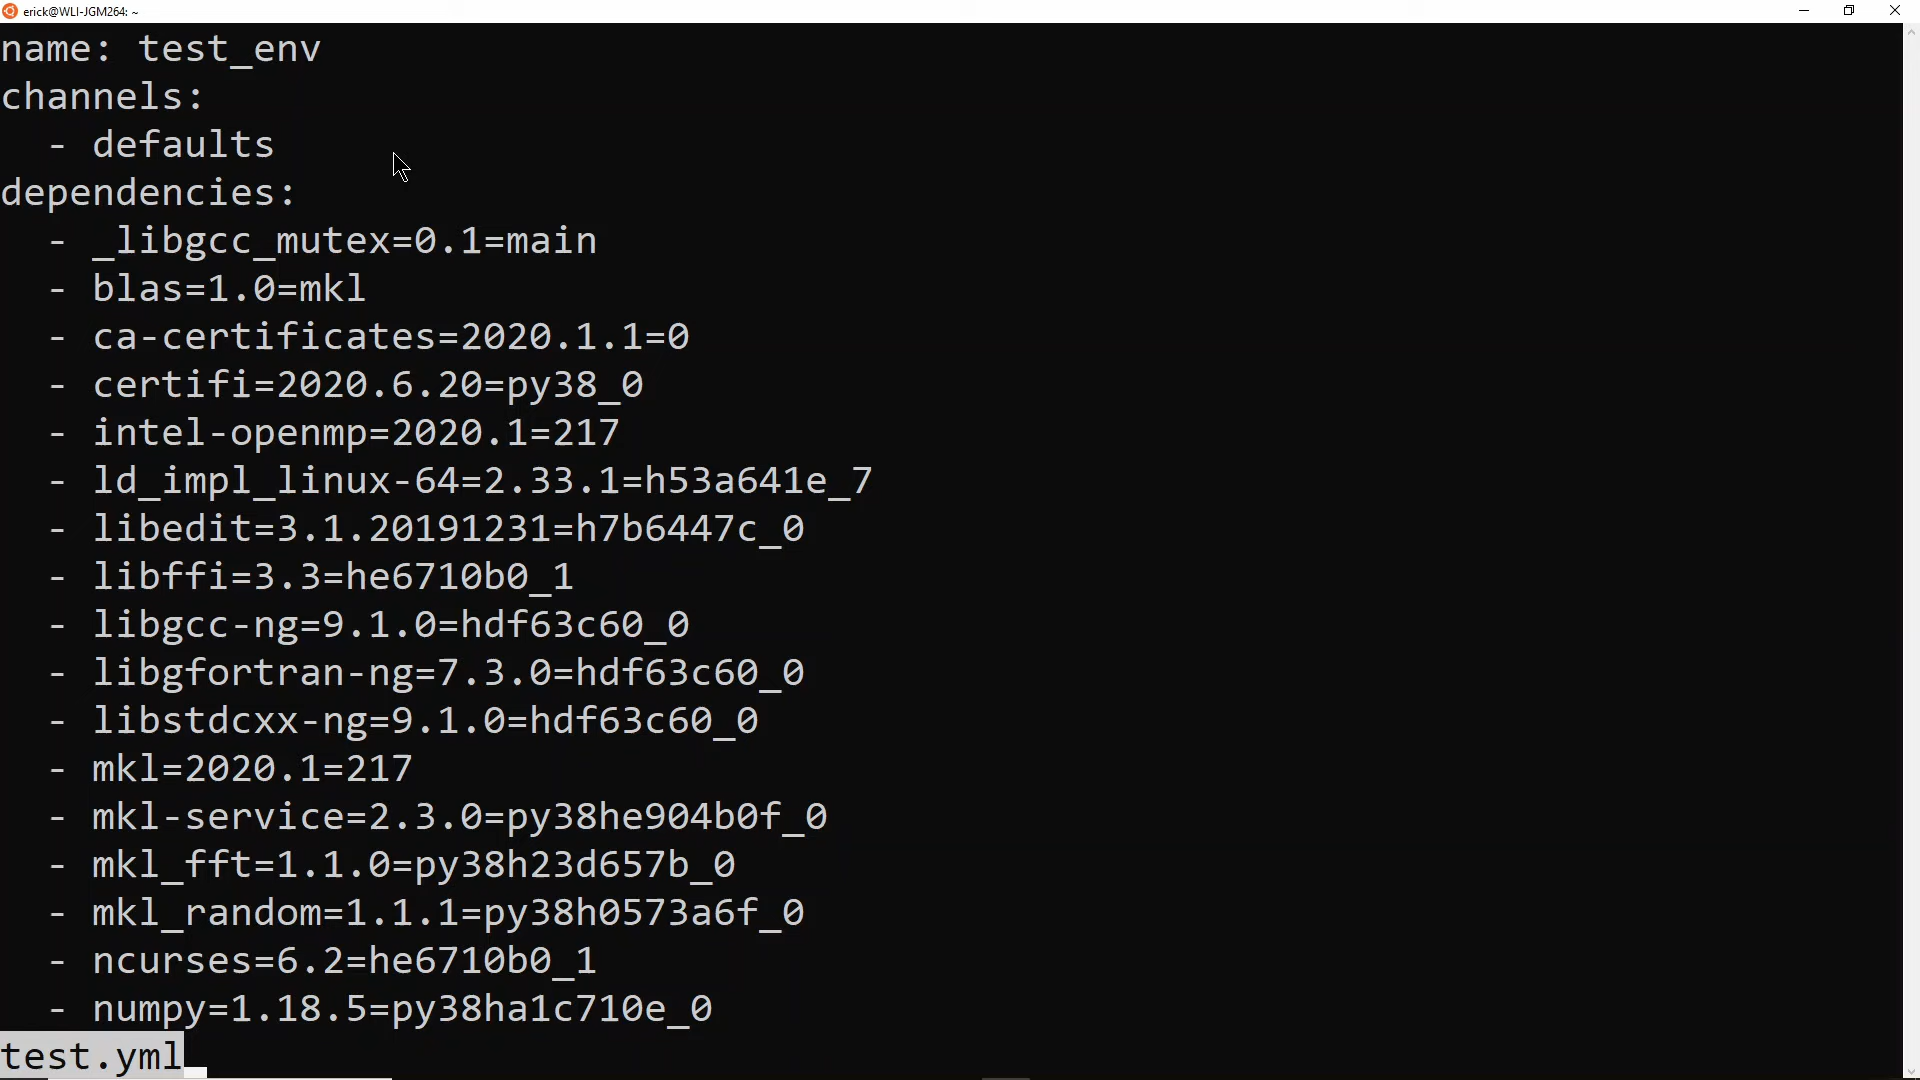 erick@WLI-JGM264: ~
name: test_env
channels:
  - defaults
dependencies:
  - _libgcc_mutex=0.1=main
  - blas=1.0=mkl
  - ca-certificates=2020.1.1=0
  - certifi=2020.6.20=py38_0
  - intel-openmp=2020.1=217
  - ld_impl_linux-64=2.33.1=h53a641e_7
  - libedit=3.1.20191231=h7b6447c_0
  - libffi=3.3=he6710b0_1
  - libgcc-ng=9.1.0=hdf63c60_0
  - libgfortran-ng=7.3.0=hdf63c60_0
  - libstdcxx-ng=9.1.0=hdf63c60_0
  - mkl=2020.1=217
  - mkl-service=2.3.0=py38he904b0f_0
  - mkl_fft=1.1.0=py38h23d657b_0
  - mkl_random=1.1.1=py38h0573a6f_0
  - ncurses=6.2=he6710b0_1
  - numpy=1.18.5=py38ha1c710e_0
test.yml